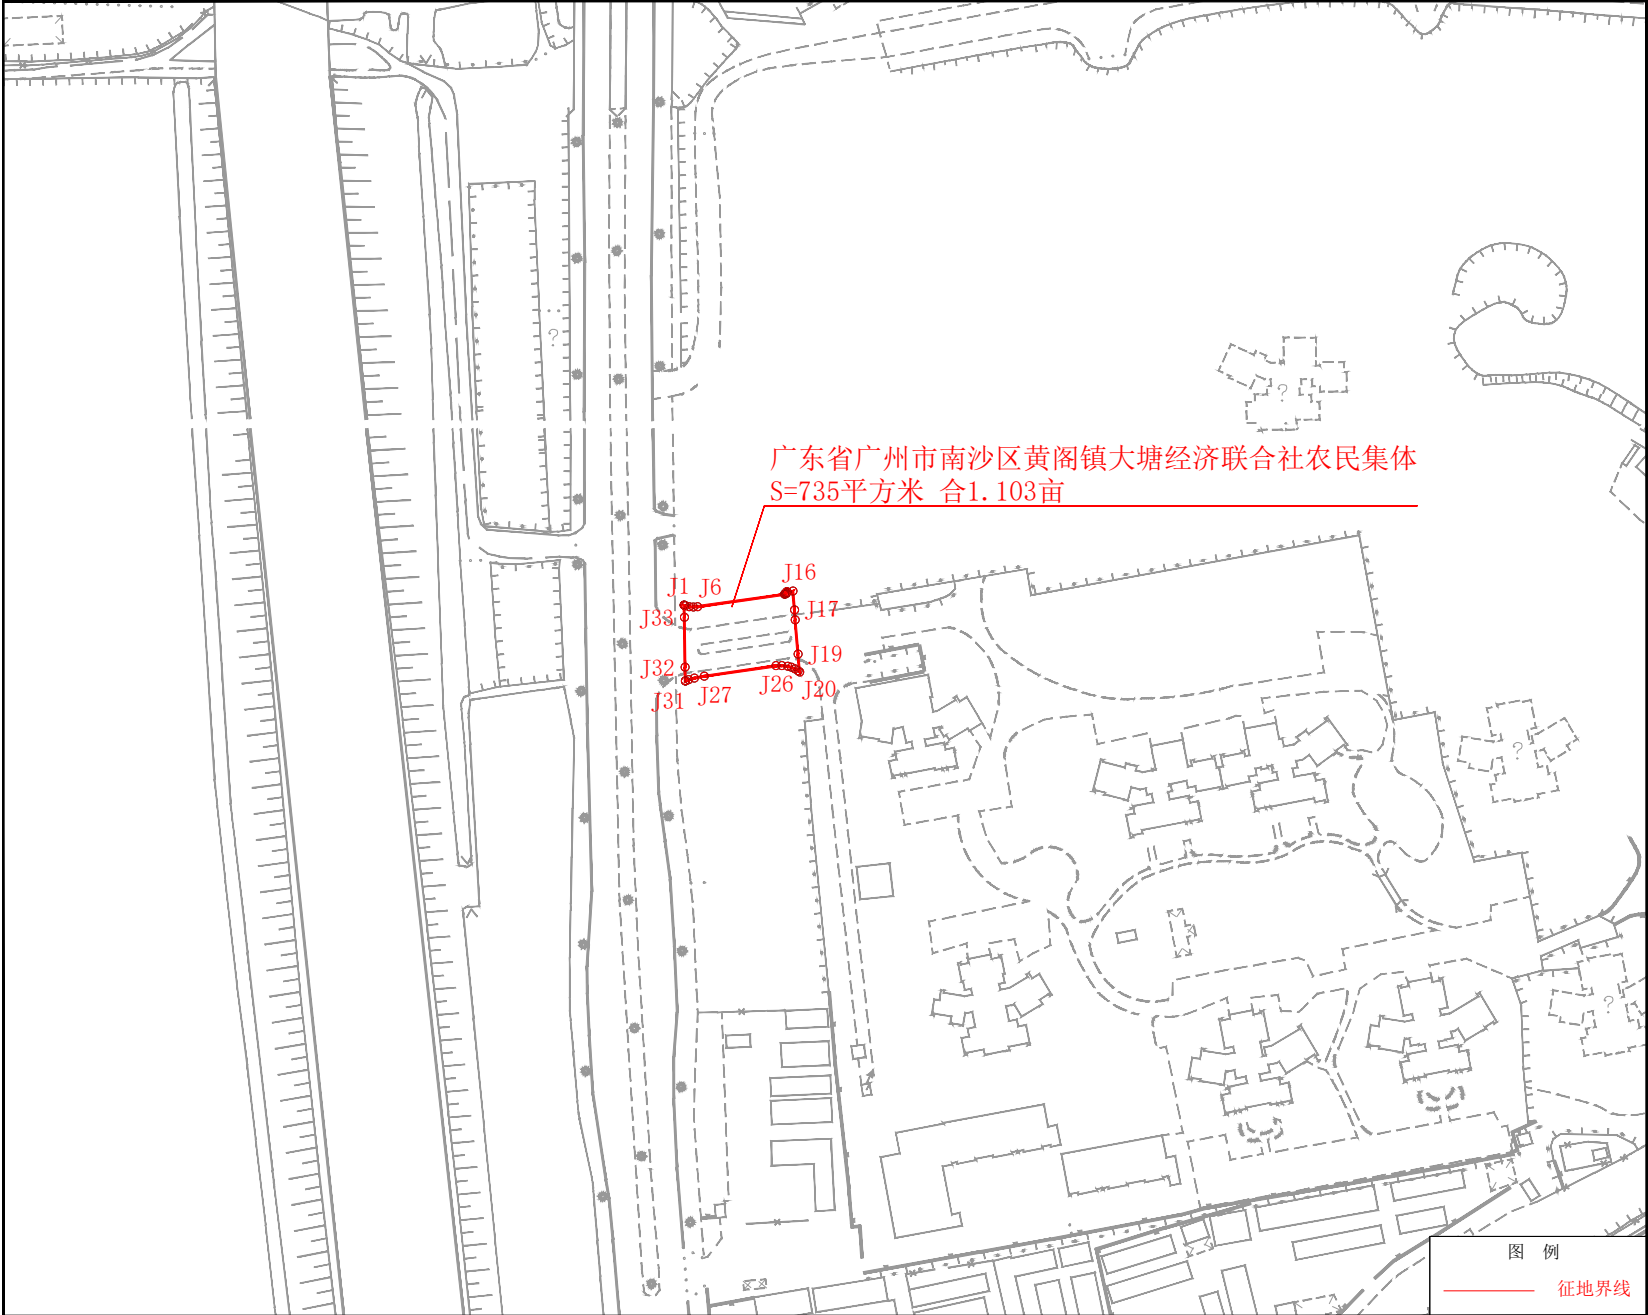 广东省广州市南沙区黄阁镇大塘经济联合社农民集体
S=735平方米 合1.103亩
J1 J6 J16
J33 J17
J32 J19
J31 J27 J26 J20
?
?
?
?
图 例
征地界线